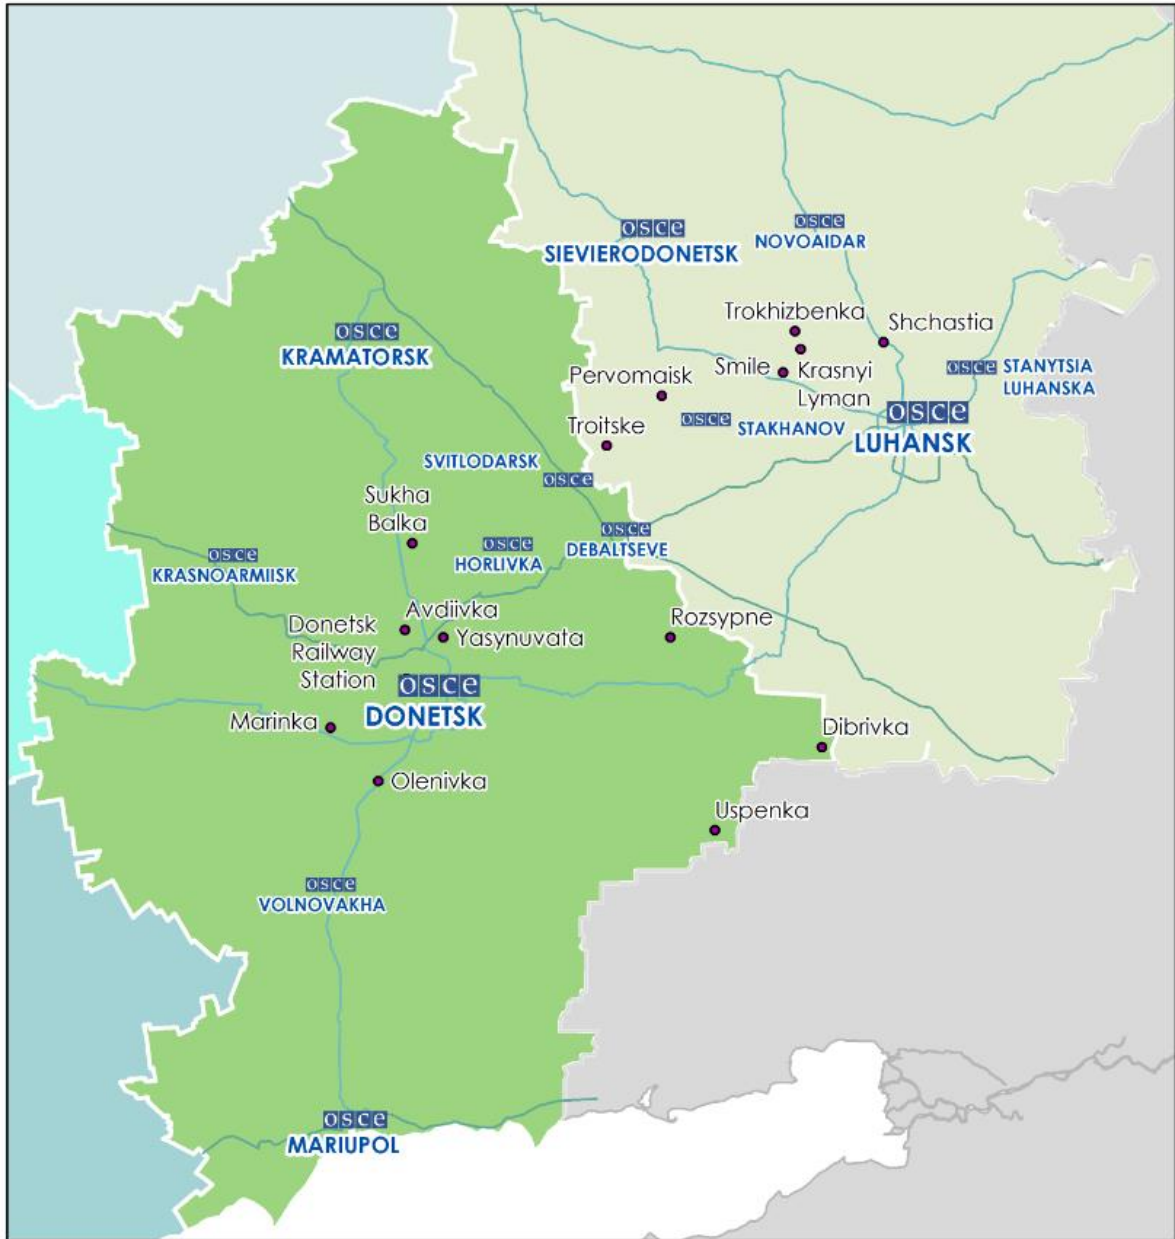 osce
SIEVIERODONETSK
osce
NOVOAIDAR
osce
KRAMATORSK
Trokhizbenka
Shchastia
Smile
Krasnyi
Lyman
osce
STANYTSIA
LUHANSKA
Pervomaisk
osce
STAKHANOV
osce
LUHANSK
Troitske
SVITLODARSK
osce
Sukha
Balka
osce
HORLIVKA
osce
DEBALTSEVE
osce
KRASNOARMIISK
Avdiivka
Yasynuvata
Donetsk
Railway
Station
Rozsypne
osce
DONETSK
Marinka
Dibrivka
Olenivka
Uspenka
osce
VOLNOVAKHA
osce
MARIUPOL